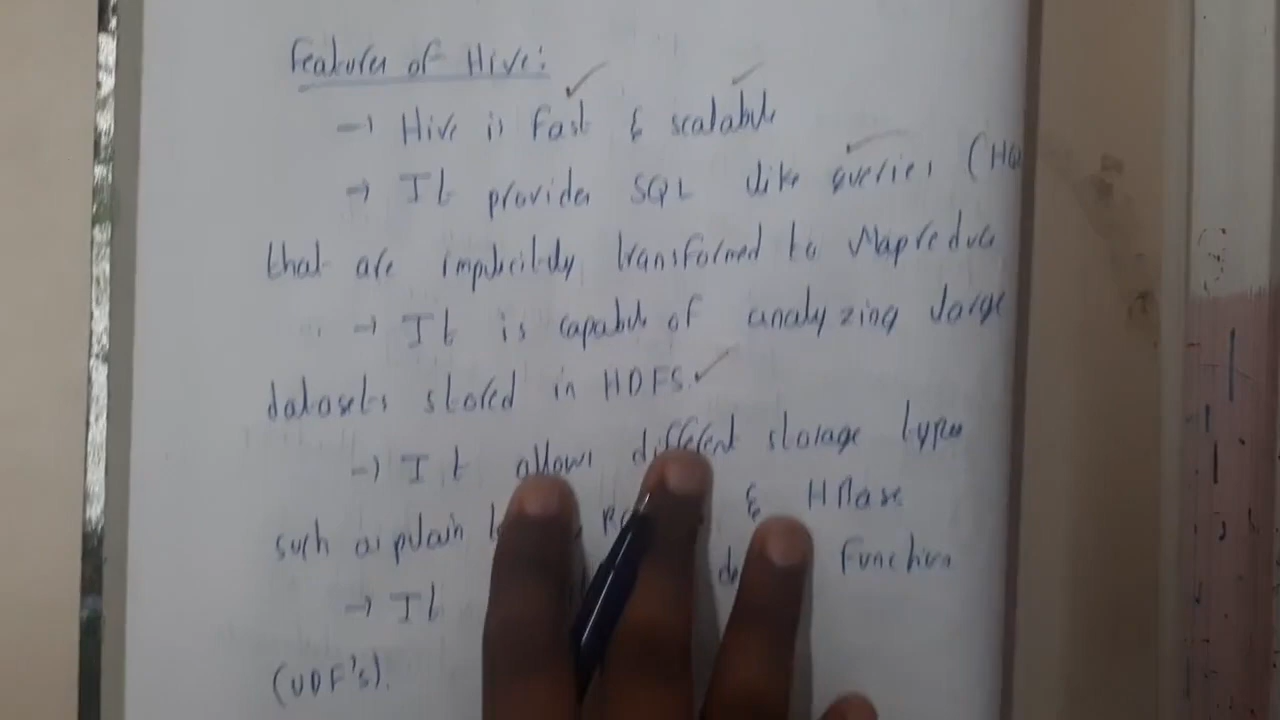 Features of Hive:
→ Hive is Fast & scalable
→ It provides SQL like queries (HQ
that are implicitly transformed to Mapreduce
→ It is capable of analyzing large
datasets stored in HDFS.
→ It allows different storage types
such as plain & HBase
→ It Function
(UDF's).